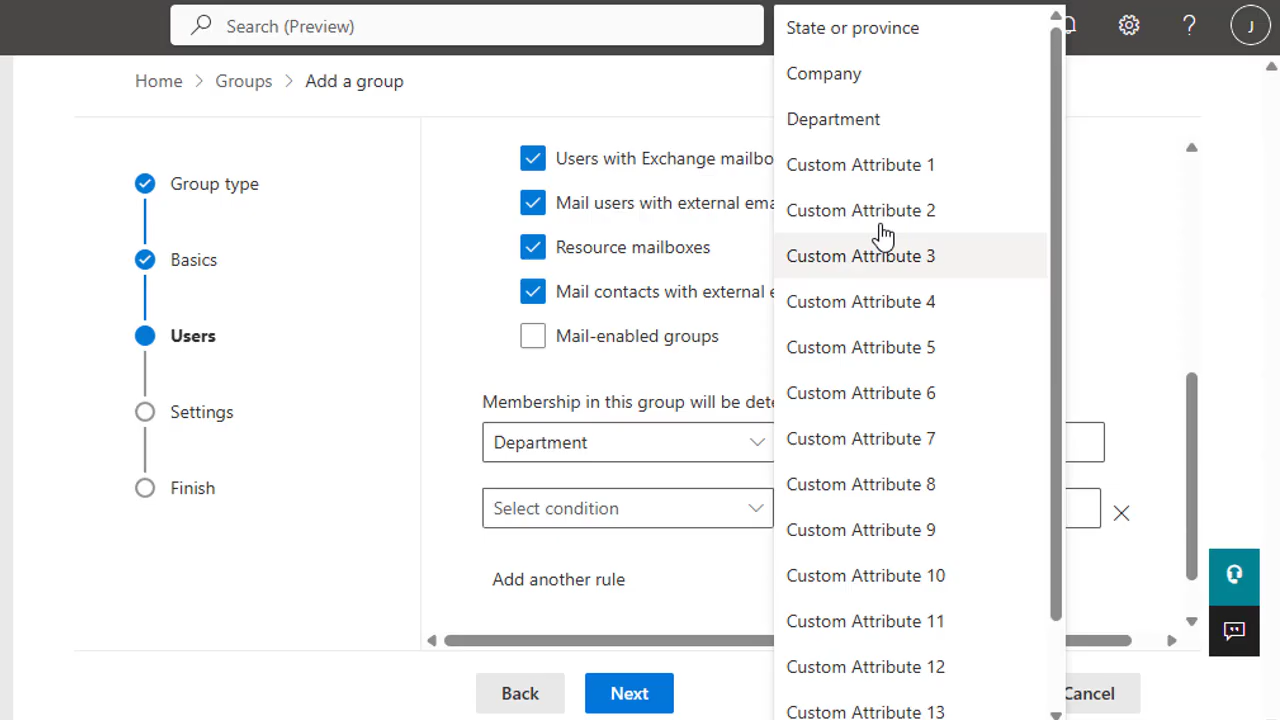 Search (Preview)
J
Home > Groups > Add a group
Group type
Basics
Users
Settings
Finish
Users with Exchange mailbo
Mail users with external ema
Resource mailboxes
Mail contacts with external e
Mail-enabled groups
Membership in this group will be dete
Department
Select condition
Add another rule
State or province
Company
Department
Custom Attribute 1
Custom Attribute 2
Custom Attribute 3
Custom Attribute 4
Custom Attribute 5
Custom Attribute 6
Custom Attribute 7
Custom Attribute 8
Custom Attribute 9
Custom Attribute 10
Custom Attribute 11
Custom Attribute 12
Custom Attribute 13
Back
Next
Cancel